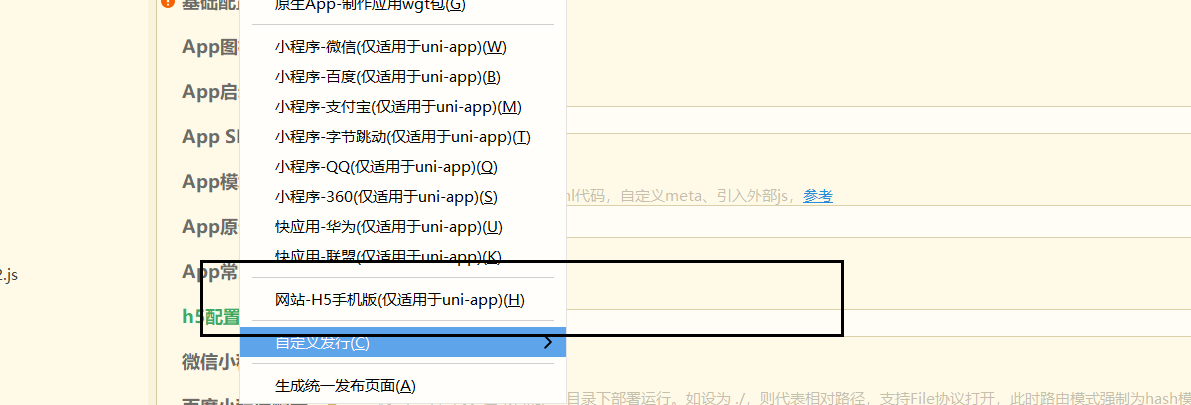 基础配
原生App-制作应用wgt包(G)
App图
小程序-微信(仅适用于uni-app)(W)
小程序-百度(仅适用于uni-app)(B)
App启
小程序-支付宝(仅适用于uni-app)(M)
App S
小程序-字节跳动(仅适用于uni-app)(T)
小程序-QQ(仅适用于uni-app)(Q)
App模
小程序-360(仅适用于uni-app)(S)
ml代码，自定义meta、引入外部js，参考
App原
快应用-华为(仅适用于uni-app)(U)
快应用-联盟(仅适用于uni-app)(K)
2.js
App常
网站-H5手机版(仅适用于uni-app)(H)
h5配置
自定义发行(C)
微信小
生成统一发布页面(A)
目录下部署运行。如设为 ./，则代表相对路径，支持File协议打开，此时路由模式强制为hash模